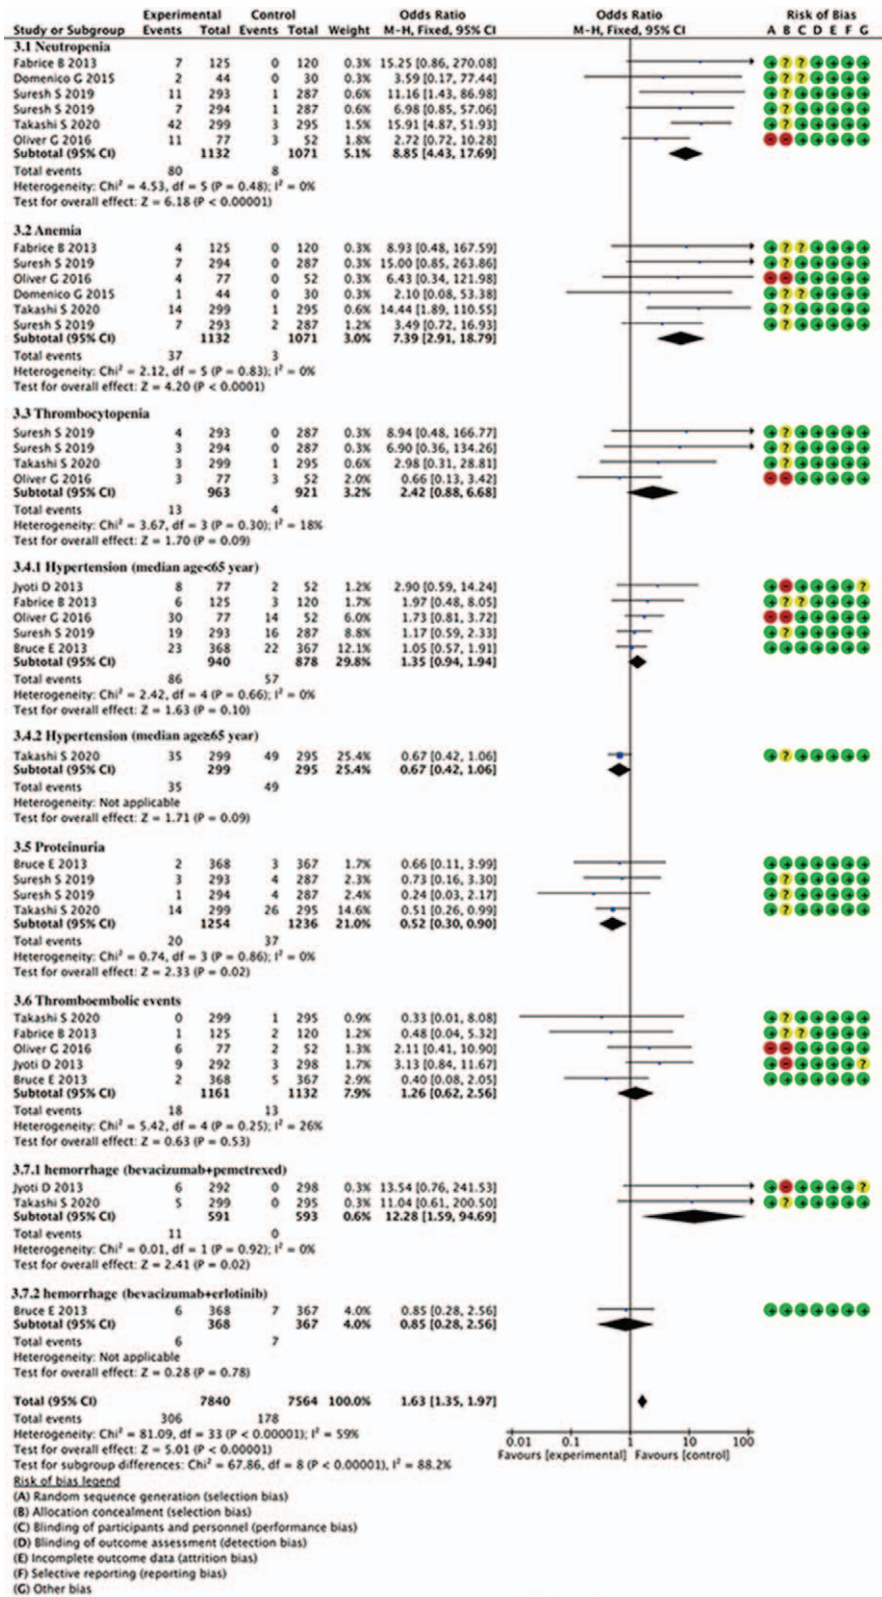 Experimental Control Odds Ratio Odds Ratio Risk of Bias
Study or Subgroup Events Total Events Total Weight M-H, Fixed, 95% CI M-H, Fixed, 95% CI A B C D E F G
3.1 Neutropenia
Fabrice B 2013 7 125 0 120 0.3% 15.25 [0.86, 270.08] + ? ? + + + +
Domenico G 2015 2 44 0 30 0.3% 3.59 [0.17, 77.44] + ? ? + + + +
Suresh S 2019 11 293 1 287 0.6% 11.16 [1.43, 86.98] + ? + + + + +
Suresh S 2019 7 294 1 287 0.6% 6.98 [0.85, 57.06] + ? + + + + +
Takashi S 2020 42 299 3 295 1.5% 15.91 [4.87, 51.93] + ? + + + + +
Oliver G 2016 11 77 3 52 1.8% 2.72 [0.72, 10.28] - - + + + + +
Subtotal (95% CI) 1132 1071 5.1% 8.85 [4.43, 17.69]
Total events 80 8
Heterogeneity: Chi² = 4.53, df = 5 (P = 0.48); I² = 0%
Test for overall effect: Z = 6.18 (P < 0.00001)
3.2 Anemia
Fabrice B 2013 4 125 0 120 0.3% 8.93 [0.48, 167.59] + ? ? + + + +
Suresh S 2019 7 294 0 287 0.3% 15.00 [0.85, 263.86] + ? + + + + +
Oliver G 2016 4 77 0 52 0.3% 6.43 [0.34, 121.98] - - + + + + +
Domenico G 2015 1 44 0 30 0.3% 2.10 [0.08, 53.38] + ? ? + + + +
Takashi S 2020 14 299 1 295 0.6% 14.44 [1.89, 110.55] + ? + + + + +
Suresh S 2019 7 293 2 287 1.2% 3.49 [0.72, 16.93] + ? + + + + +
Subtotal (95% CI) 1132 1071 3.0% 7.39 [2.91, 18.79]
Total events 37 3
Heterogeneity: Chi² = 2.12, df = 5 (P = 0.83); I² = 0%
Test for overall effect: Z = 4.20 (P < 0.0001)
3.3 Thrombocytopenia
Suresh S 2019 4 293 0 287 0.3% 8.94 [0.48, 166.77] + ? + + + + +
Suresh S 2019 3 294 0 287 0.3% 6.90 [0.36, 134.26] + ? + + + + +
Takashi S 2020 3 299 1 295 0.6% 2.98 [0.31, 28.81] + ? + + + + +
Oliver G 2016 3 77 3 52 2.0% 0.66 [0.13, 3.42] - - + + + + +
Subtotal (95% CI) 963 921 3.2% 2.42 [0.88, 6.68]
Total events 13 4
Heterogeneity: Chi² = 3.67, df = 3 (P = 0.30); I² = 18%
Test for overall effect: Z = 1.70 (P = 0.09)
3.4.1 Hypertension (median age<65 year)
Jyoti D 2013 8 77 2 52 1.2% 2.90 [0.59, 14.24] + - + + + + ?
Fabrice B 2013 6 125 3 120 1.7% 1.97 [0.48, 8.05] + ? ? + + + +
Oliver G 2016 30 77 14 52 6.0% 1.73 [0.81, 3.72] - - + + + + +
Suresh S 2019 19 293 16 287 8.8% 1.17 [0.59, 2.33] + ? + + + + +
Bruce E 2013 23 368 22 367 12.1% 1.05 [0.57, 1.91] + + + + + + +
Subtotal (95% CI) 940 878 29.8% 1.35 [0.94, 1.94]
Total events 86 57
Heterogeneity: Chi² = 2.42, df = 4 (P = 0.66); I² = 0%
Test for overall effect: Z = 1.63 (P = 0.10)
3.4.2 Hypertension (median age≥65 year)
Takashi S 2020 35 299 49 295 25.4% 0.67 [0.42, 1.06] + ? + + + + +
Subtotal (95% CI) 299 295 25.4% 0.67 [0.42, 1.06]
Total events 35 49
Heterogeneity: Not applicable
Test for overall effect: Z = 1.71 (P = 0.09)
3.5 Proteinuria
Bruce E 2013 2 368 3 367 1.7% 0.66 [0.11, 3.99] + + + + + + +
Suresh S 2019 3 293 4 287 2.3% 0.73 [0.16, 3.30] + ? + + + + +
Suresh S 2019 1 294 4 287 2.4% 0.24 [0.03, 2.17] + ? + + + + +
Takashi S 2020 14 299 26 295 14.6% 0.51 [0.26, 0.99] + ? + + + + +
Subtotal (95% CI) 1254 1236 21.0% 0.52 [0.30, 0.90]
Total events 20 37
Heterogeneity: Chi² = 0.74, df = 3 (P = 0.86); I² = 0%
Test for overall effect: Z = 2.33 (P = 0.02)
3.6 Thromboembolic events
Takashi S 2020 0 299 1 295 0.9% 0.33 [0.01, 8.08] + ? + + + + +
Fabrice B 2013 1 125 2 120 1.2% 0.48 [0.04, 5.32] + ? ? + + + +
Oliver G 2016 6 77 2 52 1.3% 2.11 [0.41, 10.90] - - + + + + +
Jyoti D 2013 9 292 3 298 1.7% 3.13 [0.84, 11.67] + - + + + + ?
Bruce E 2013 2 368 5 367 2.9% 0.40 [0.08, 2.05] + + + + + + +
Subtotal (95% CI) 1161 1132 7.9% 1.26 [0.62, 2.56]
Total events 18 13
Heterogeneity: Chi² = 5.42, df = 4 (P = 0.25); I² = 26%
Test for overall effect: Z = 0.63 (P = 0.53)
3.7.1 hemorrhage (bevacizumab+pemetrexed)
Jyoti D 2013 6 292 0 298 0.3% 13.54 [0.76, 241.53] + - + + + + ?
Takashi S 2020 5 299 0 295 0.3% 11.04 [0.61, 200.50] + ? + + + + +
Subtotal (95% CI) 591 593 0.6% 12.28 [1.59, 94.69]
Total events 11 0
Heterogeneity: Chi² = 0.01, df = 1 (P = 0.92); I² = 0%
Test for overall effect: Z = 2.41 (P = 0.02)
3.7.2 hemorrhage (bevacizumab+erlotinib)
Bruce E 2013 6 368 7 367 4.0% 0.85 [0.28, 2.56] + + + + + + +
Subtotal (95% CI) 368 367 4.0% 0.85 [0.28, 2.56]
Total events 6 7
Heterogeneity: Not applicable
Test for overall effect: Z = 0.28 (P = 0.78)
Total (95% CI) 7840 7564 100.0% 1.63 [1.35, 1.97]
Total events 306 178
Heterogeneity: Chi² = 81.09, df = 33 (P < 0.00001); I² = 59%
Test for overall effect: Z = 5.01 (P < 0.00001)
Test for subgroup differences: Chi² = 67.86, df = 8 (P < 0.00001), I² = 88.2%
0.01 0.1 1 10 100
Favours [experimental] Favours [control]
Risk of bias legend
(A) Random sequence generation (selection bias)
(B) Allocation concealment (selection bias)
(C) Blinding of participants and personnel (performance bias)
(D) Blinding of outcome assessment (detection bias)
(E) Incomplete outcome data (attrition bias)
(F) Selective reporting (reporting bias)
(G) Other bias